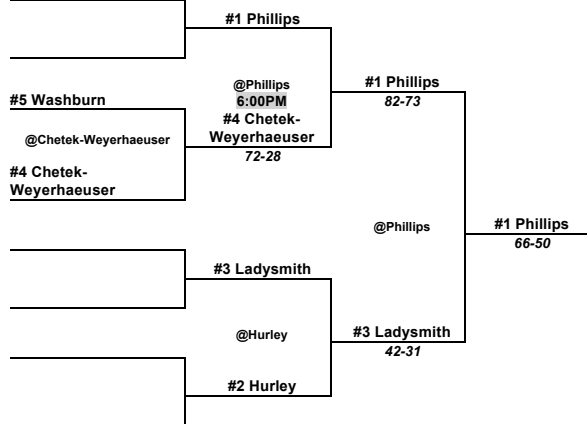 #1 Phillips
@Phillips
6:00PM
#1 Phillips
82-73
#5 Washburn
@Chetek-Weyerhaeuser
#4 Chetek-
Weyerhaeuser
72-28
#4 Chetek-
Weyerhaeuser
@Phillips
#1 Phillips
66-50
#3 Ladysmith
@Hurley
#3 Ladysmith
42-31
#2 Hurley